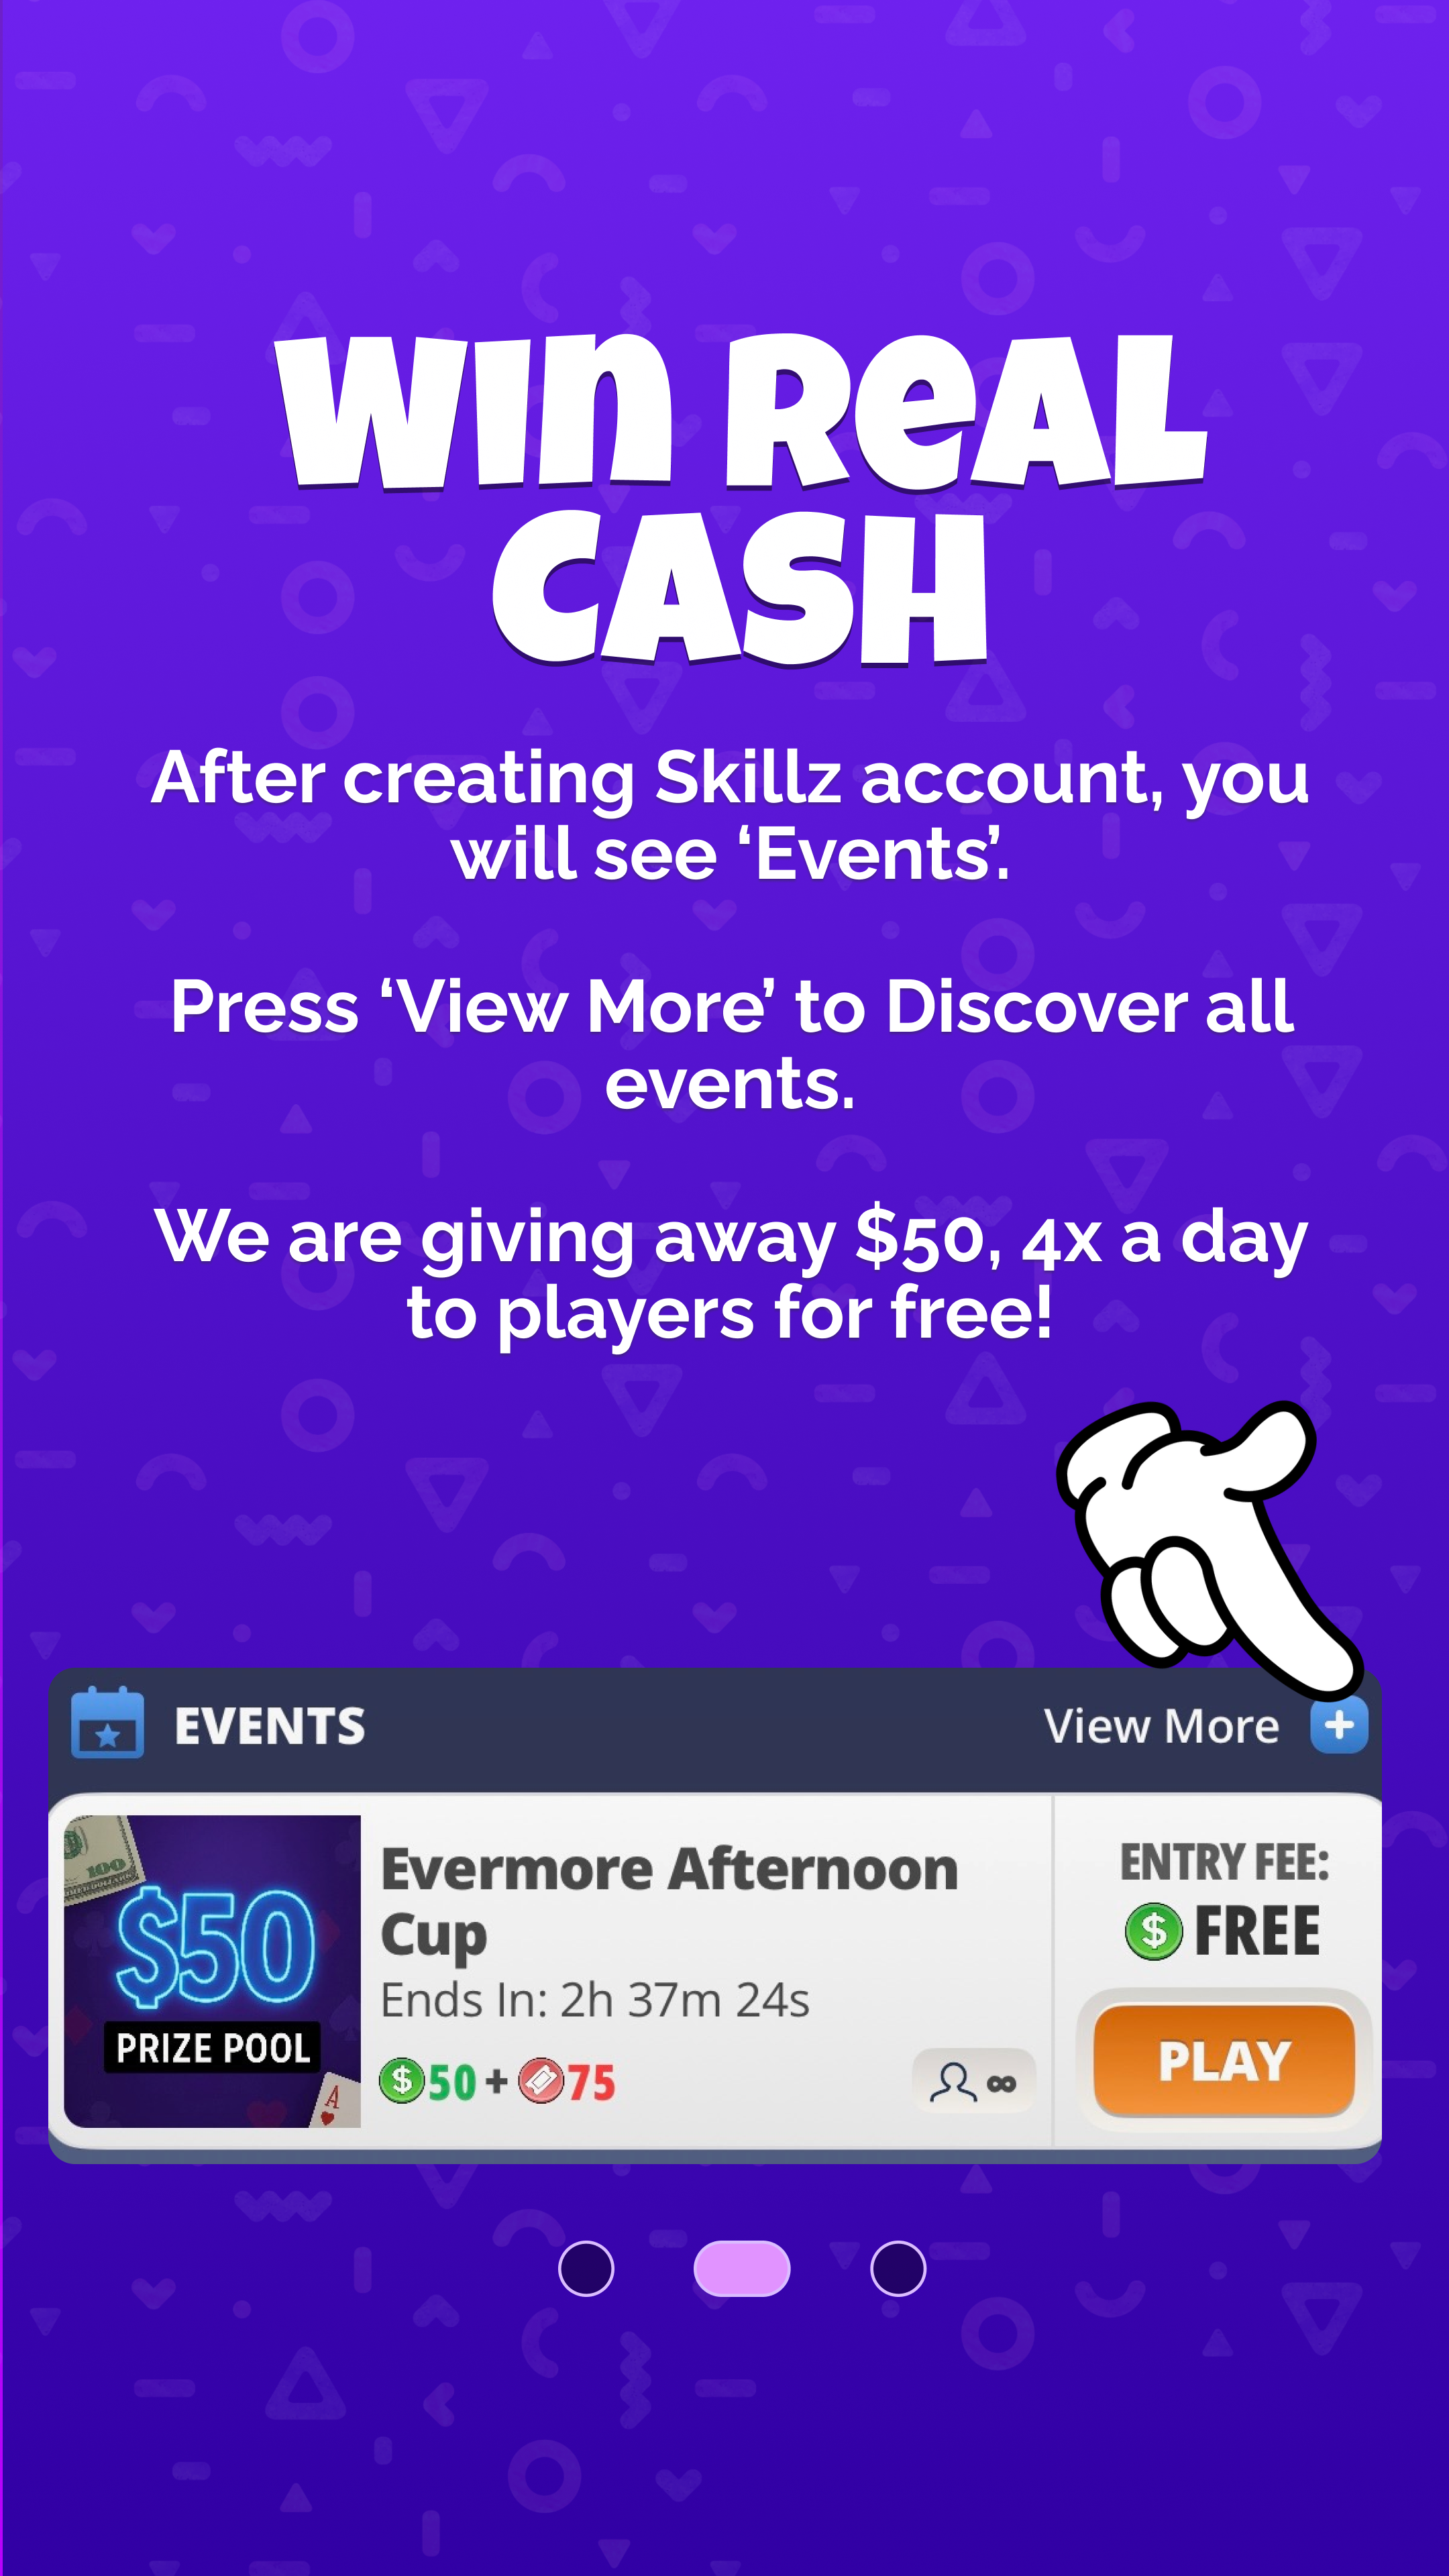 WIN REAL
CASH
After creating Skillz account, you
will see ‘Events’.
Press ‘View More’ to Discover all
events.
We are giving away $50, 4x a day
to players for free!
EVENTS
View More +
100
$50
PRIZE POOL
A
Evermore Afternoon
Cup
Ends In: 2h 37m 24s
$ 50 + 75
∞
ENTRY FEE:
$ FREE
PLAY